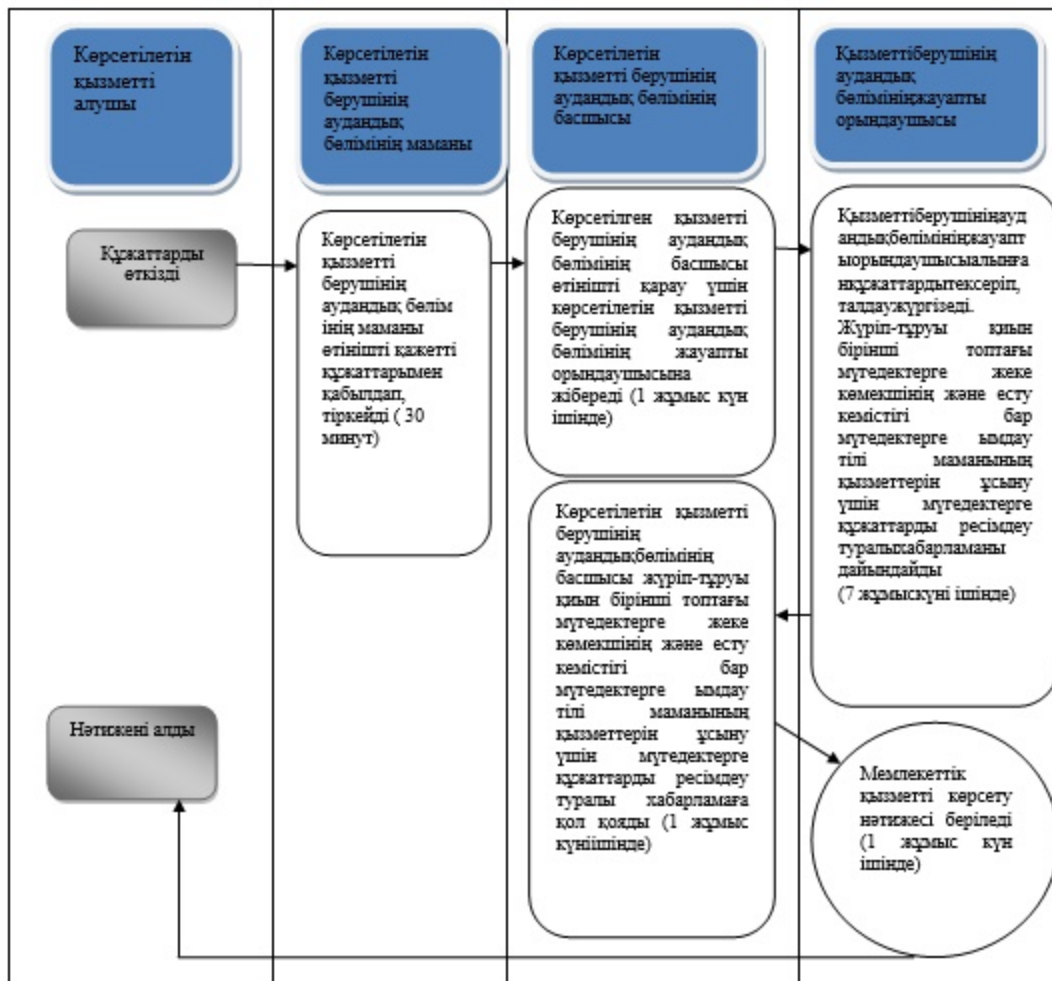 Көрсетілетін
қызметті
алушы
Көрсетілетін
қызметті
берушінің
аудандық
бөлімінің маманы
Көрсетілетін
қызметті берушінің
аудандық бөлімінің
басшысы
Қызметтіберушінің
аудандық
бөлімініңжауапты
орындаушысы
Құжаттарды
өткізді
Көрсетілетін
қызметті
берушінің
аудандық бөлім
інің маманы
өтінішті қажетті
құжаттарымен
қабылдап,
тіркейді ( 30
минут)
Көрсетілген қызметті
берушінің аудандық
бөлімінің басшысы
өтінішті қарау үшін
көрсетілетін қызметті
берушінің аудандық
бөлімінің жауапты
орындаушысына
жібереді (1 жұмыс күн
ішінде)
Қызметтіберушініңауд
андықбөлімініңжауапт
ыорындаушысыалынға
нқұжаттардытексеріп,
талдаужүргізеді.
Жүріп-тұруы қиын
бірінші топтағы
мүгедектерге жеке
көмекшінің және есту
кемістігі бар
мүгедектерге ымдау
тілі маманының
қызметтерін ұсыну
үшін мүгедектерге
құжаттарды ресімдеу
туралыхабарламаны
дайындайды
(7 жұмыскүні ішінде)
Көрсетілетін қызметті
берушінің
аудандықбөлімінің
басшысы жүріп-тұруы
қиын бірінші топтағы
мүгедектерге жеке
көмекшінің және есту
кемістігі бар
мүгедектерге ымдау
тілі маманының
қызметтерін ұсыну
үшін мүгедектерге
құжаттарды ресімдеу
туралы хабарламаға
қол қояды (1 жұмыс
күніішінде)
Нәтижені алды
Мемлекеттік
қызметті көрсету
нәтижесі беріледі
(1 жұмыс күн
ішінде)